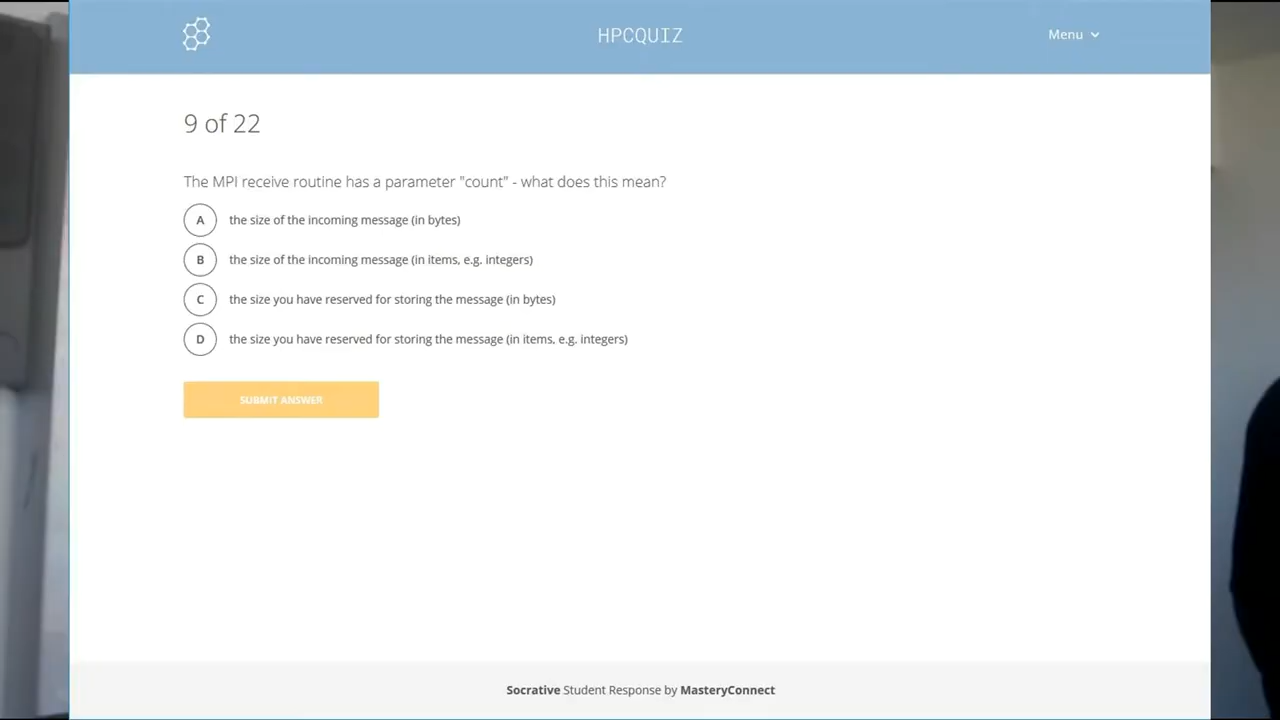 HPCQUIZ
Menu
9 of 22
The MPI receive routine has a parameter "count" - what does this mean?
A the size of the incoming message (in bytes)
B the size of the incoming message (in items, e.g. integers)
C the size you have reserved for storing the message (in bytes)
D the size you have reserved for storing the message (in items, e.g. integers)
SUBMIT ANSWER
Socrative Student Response by MasteryConnect